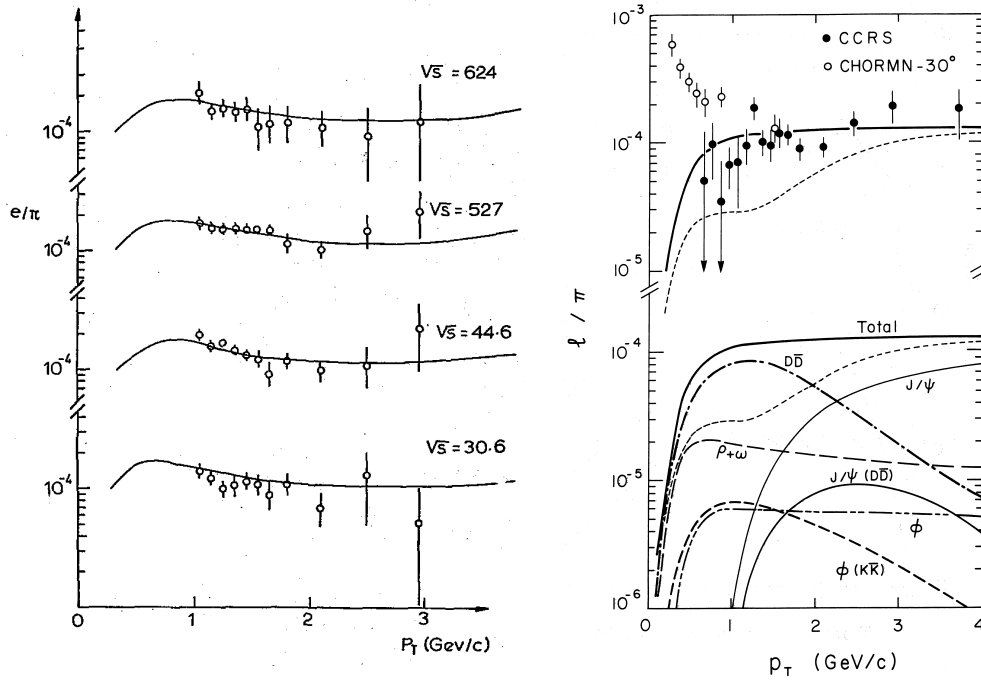 √s = 624
10⁻⁴
e/π
√s = 527
10⁻⁴
√s = 44.6
10⁻⁴
√s = 30.6
10⁻⁴
0 1 2 3
P_T (Gev/c)
10⁻³
● CCRS
○ CHORMN-30°
10⁻⁴
10⁻⁵
ℓ / π
Total
10⁻⁴
DD̄
J/ψ
ρ+ω
10⁻⁵
J/ψ (DD̄)
ϕ
ϕ (KK̄)
10⁻⁶
0 1 2 3 4
p_T (GeV/c)